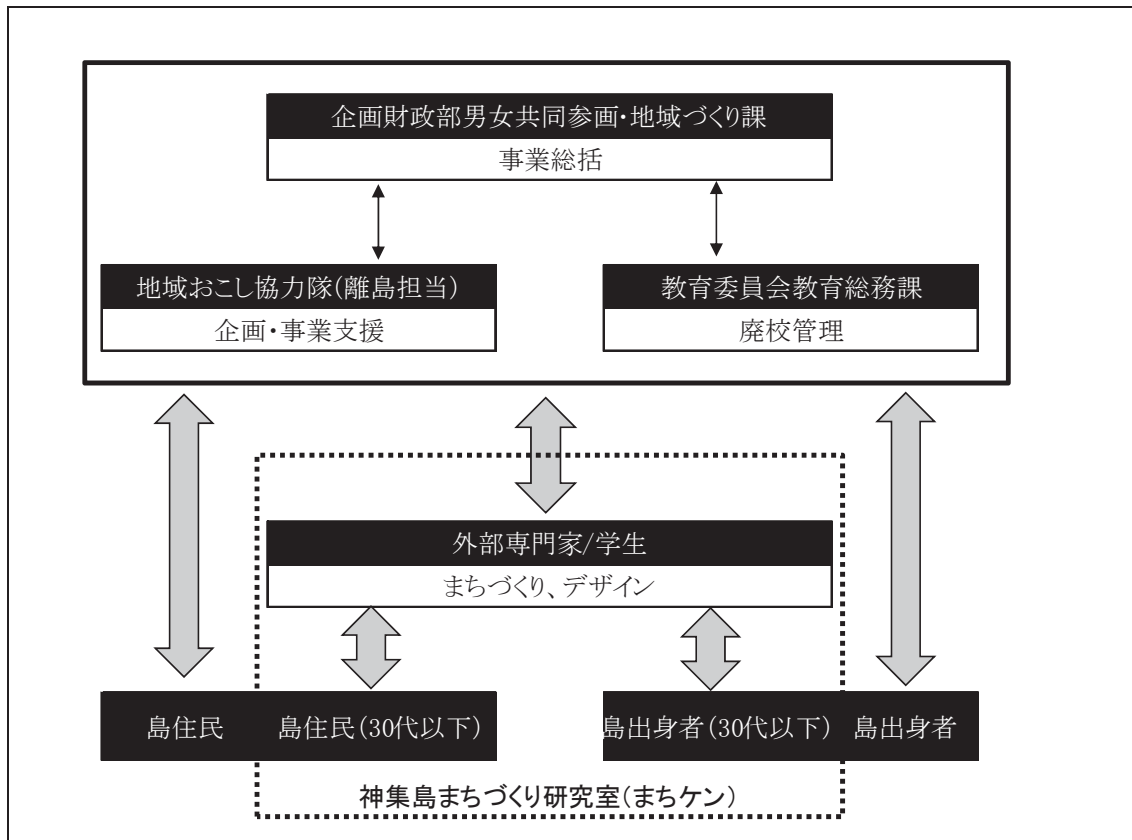 企画財政部男女共同参画・地域づくり課
事業総括
地域おこし協力隊(離島担当)
企画・事業支援
教育委員会教育総務課
廃校管理
外部専門家/学生
まちづくり、デザイン
島住民
島住民(30代以下)
島出身者(30代以下)
島出身者
神集島まちづくり研究室(まちケン)